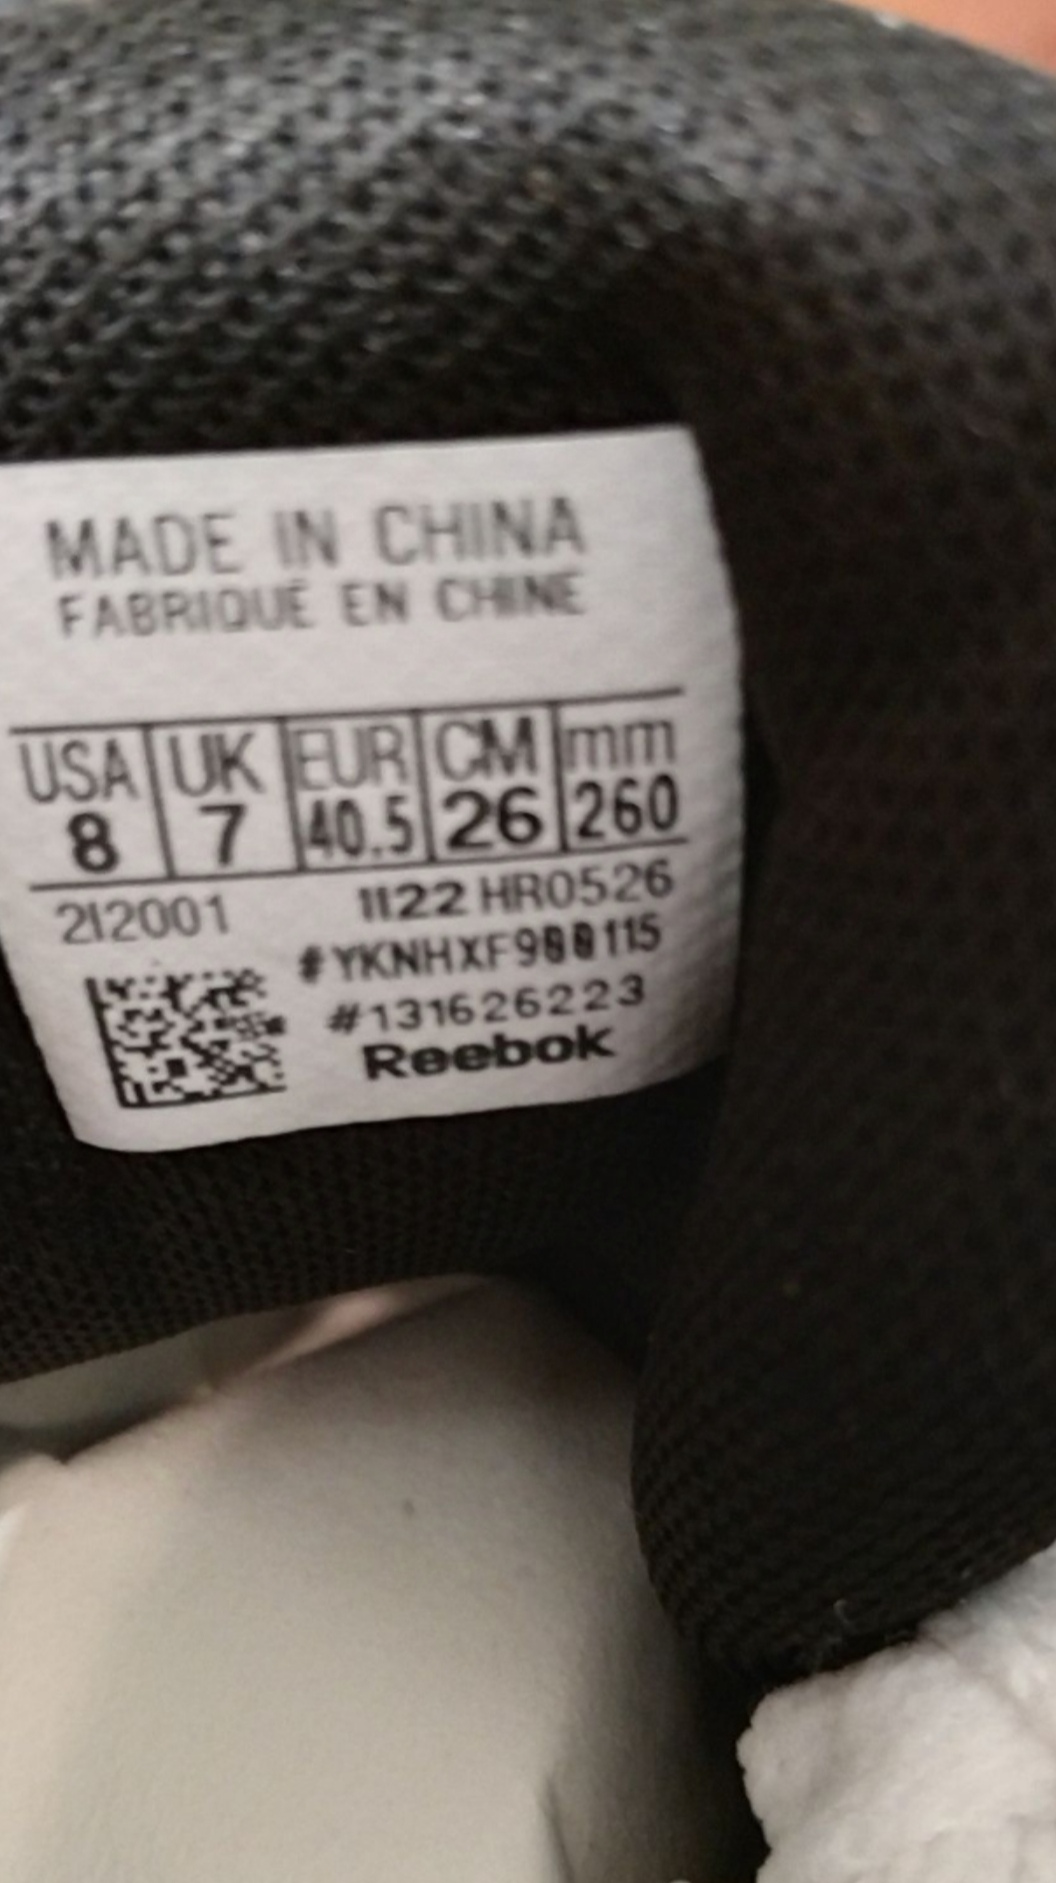 MADE IN CHINA
FABRIQUÉ EN CHINE
USA UK EUR CM mm
8 7 40.5 26 260
212001 1122 HR0526
#131626223
Reebok